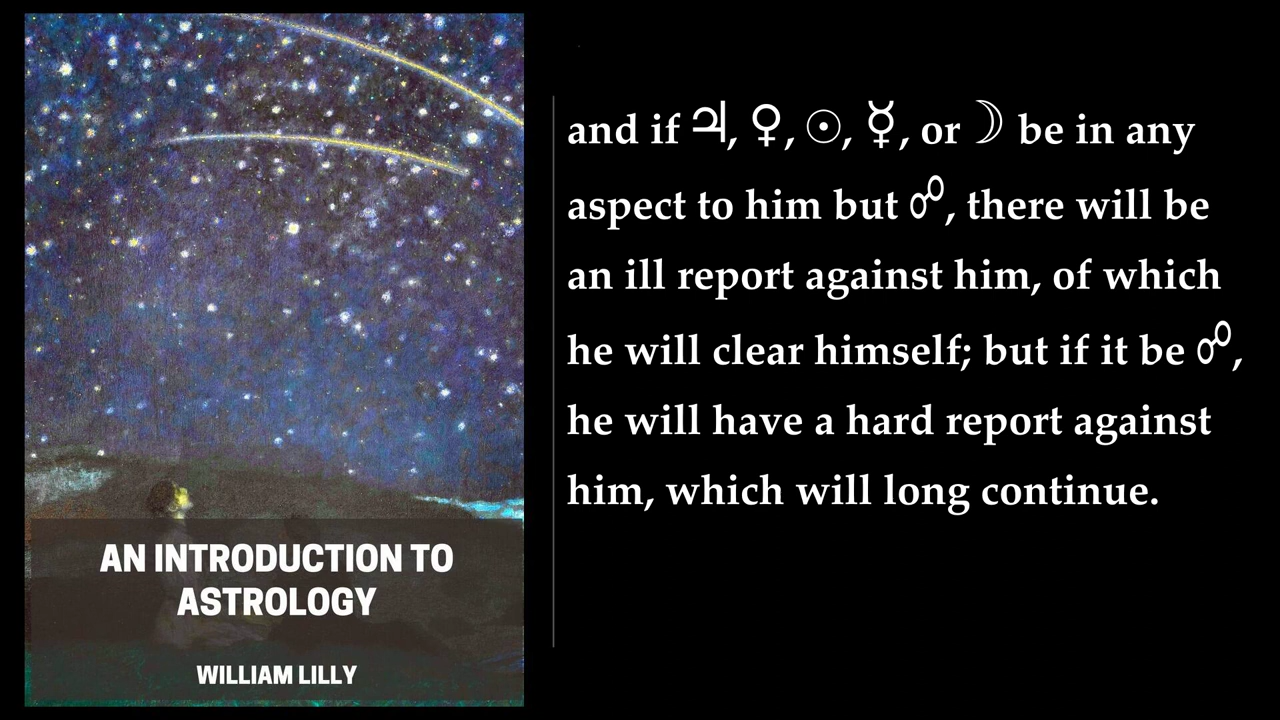 and if ♃, ♀, ☉, ☿, or ☽ be in any
aspect to him but ☍, there will be
an ill report against him, of which
he will clear himself; but if it be ☍,
he will have a hard report against
him, which will long continue.
AN INTRODUCTION TO
ASTROLOGY
WILLIAM LILLY